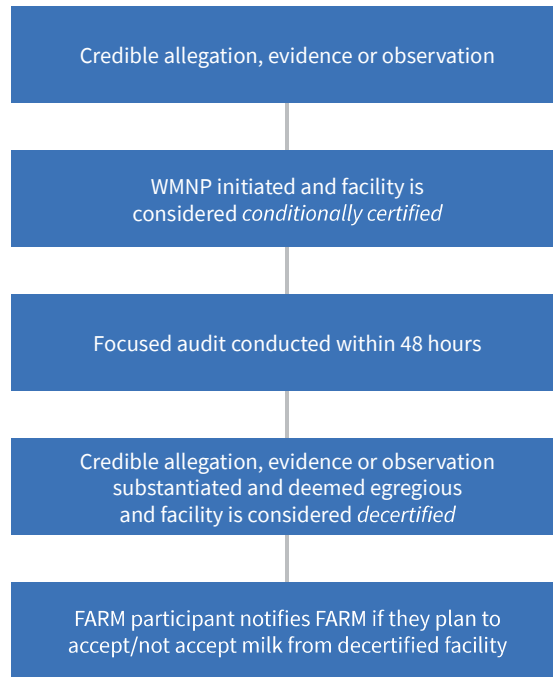 Credible allegation, evidence or observation
WMNP initiated and facility is
considered conditionally certified
Focused audit conducted within 48 hours
Credible allegation, evidence or observation
substantiated and deemed egregious
and facility is considered decertified
FARM participant notifies FARM if they plan to
accept/not accept milk from decertified facility